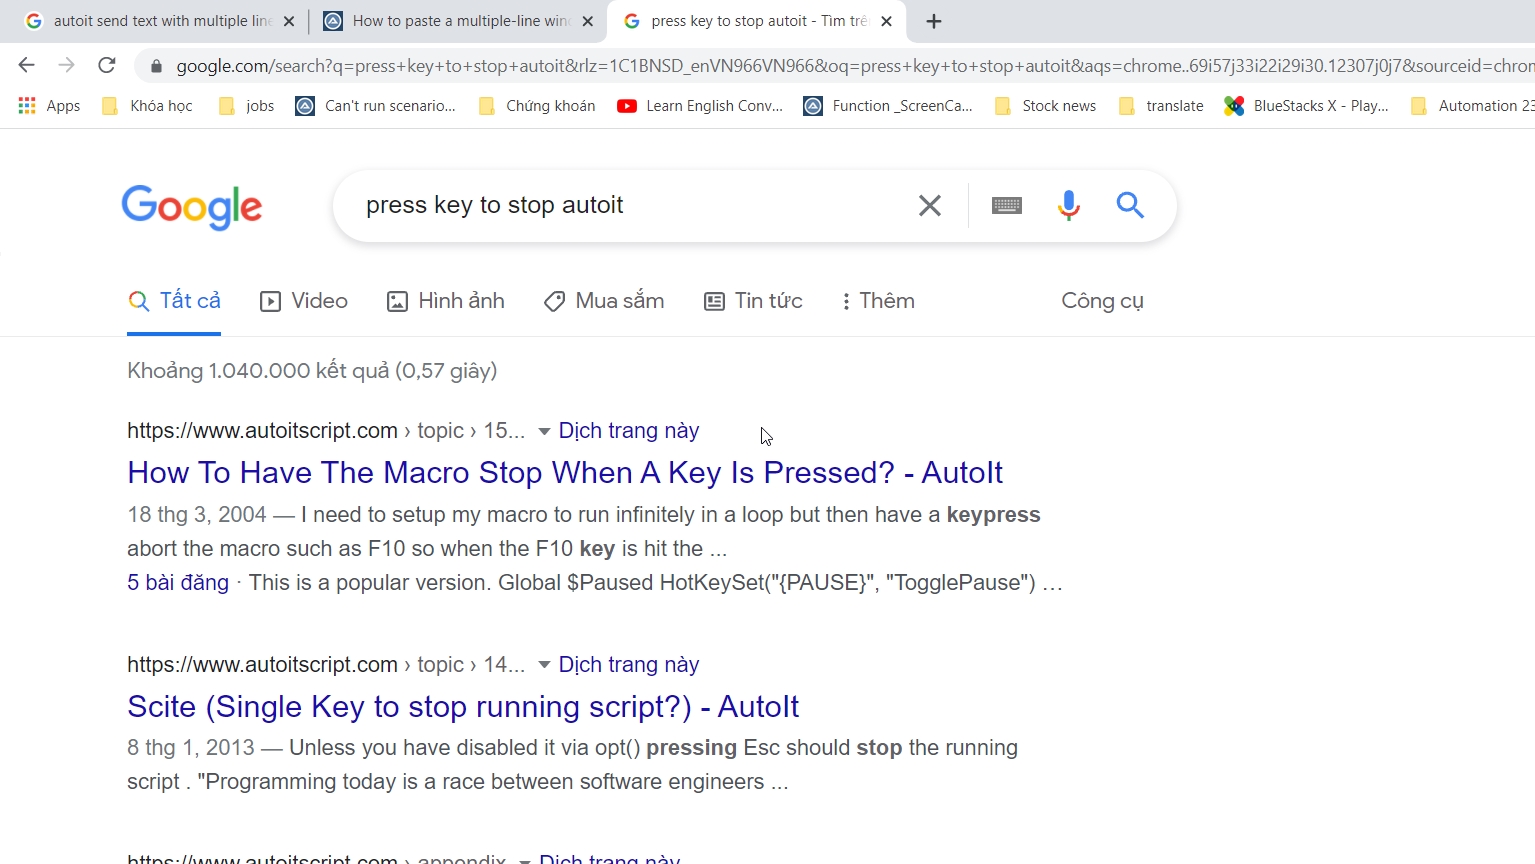 autoit send text with multiple line
How to paste a multiple-line win
press key to stop autoit - Tìm trê
google.com/search?q=press+key+to+stop+autoit&rlz=1C1BNSD_enVN966VN966&oq=press+key+to+stop+autoit&aqs=chrome..69i57j33i22i29i30.12307j0j7&sourceid=chrom
Apps Khóa học jobs Can't run scenario... Chứng khoán Learn English Conv... Function _ScreenCa... Stock news translate BlueStacks X - Play... Automation 23
Google press key to stop autoit
Tất cả Video Hình ảnh Mua sắm Tin tức Thêm Công cụ
Khoảng 1.040.000 kết quả (0,57 giây)
https://www.autoitscript.com › topic › 15... Dịch trang này
How To Have The Macro Stop When A Key Is Pressed? - AutoIt
18 thg 3, 2004 — I need to setup my macro to run infinitely in a loop but then have a keypress
abort the macro such as F10 so when the F10 key is hit the ...
5 bài đăng · This is a popular version. Global $Paused HotKeySet("{PAUSE}", "TogglePause") ...
https://www.autoitscript.com › topic › 14... Dịch trang này
Scite (Single Key to stop running script?) - AutoIt
8 thg 1, 2013 — Unless you have disabled it via opt() pressing Esc should stop the running
script . "Programming today is a race between software engineers ...
https://www.autoitscript.com › appendix Dịch trang này